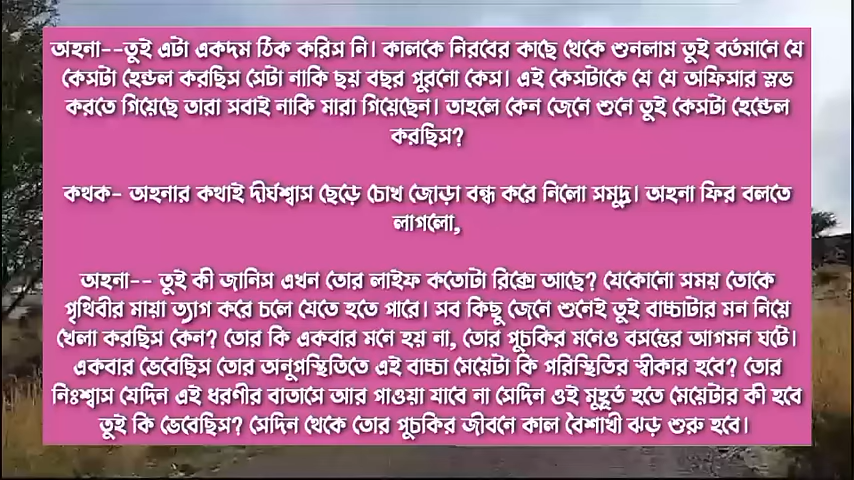 অহনা--তুই এটা একদম ঠিক করিস নি। কালকে নিরবের কাছে থেকে শুনলাম তুই বর্তমানে যে
কেসটা হেন্ডল করছিস সেটা নাকি ছয় বছর পুরনো কেস। এই কেসটাকে যে যে অফিসার সলভ
করতে গিয়েছে তারা সবাই নাকি মারা গিয়েছেন। তাহলে কেন জেনে শুনে তুই কেসটা হেন্ডেল
করছিস?
কথক- অহনার কথাই দীর্ঘশ্বাস ছেড়ে চোখ জোড়া বন্ধ করে নিলো সমুদ্র। অহনা ফির বলতে
লাগলো,
অহনা-- তুই কী জানিস এখন তোর লাইফ কতোটা রিক্সে আছে? যেকোনো সময় তোকে
পৃথিবীর মায়া ত্যাগ করে চলে যেতে হতে পারে। সব কিছু জেনে শুনেই তুই বাচ্চাটার মন নিয়ে
খেলা করছিস কেন? তোর কি একবার মনে হয় না, তোর পুচকির মনেও বসন্তের আগমন ঘটে।
একবার ভেবেছিস তোর অনুপস্থিতিতে এই বাচ্চা মেয়েটা কি পরিস্থিতির স্বীকার হবে? তোর
নিঃশ্বাস যেদিন এই ধরণীর বাতাসে আর পাওয়া যাবে না সেদিন ওই মুহূর্ত হতে মেয়েটার কী হবে
তুই কি ভেবেছিস? সেদিন থেকে তোর পুচকির জীবনে কাল বৈশাখী ঝড় শুরু হবে।